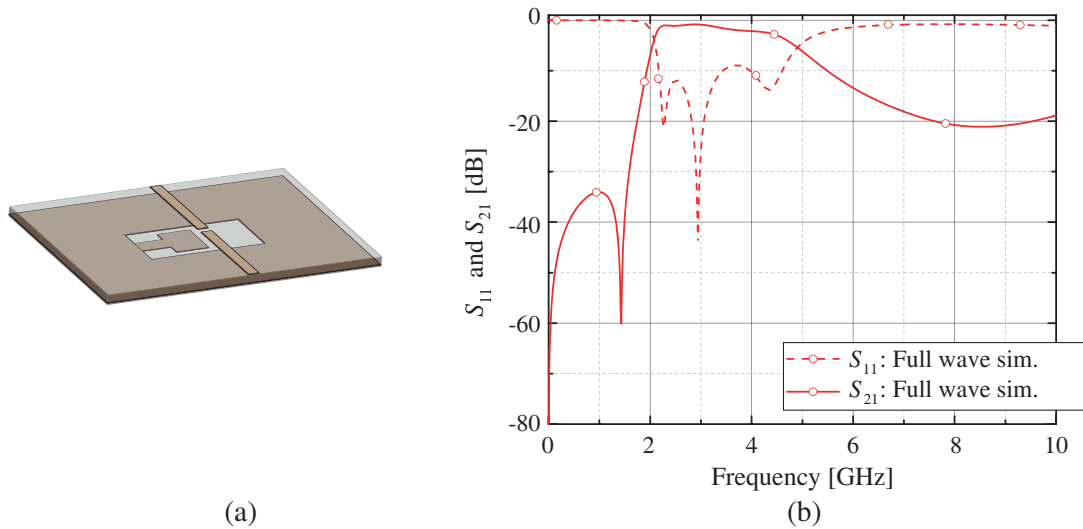 0
-20
-40
-60
-80
S11 and S21 [dB]
0 2 4 6 8 10
Frequency [GHz]
S11: Full wave sim.
S21: Full wave sim.
(a) (b)